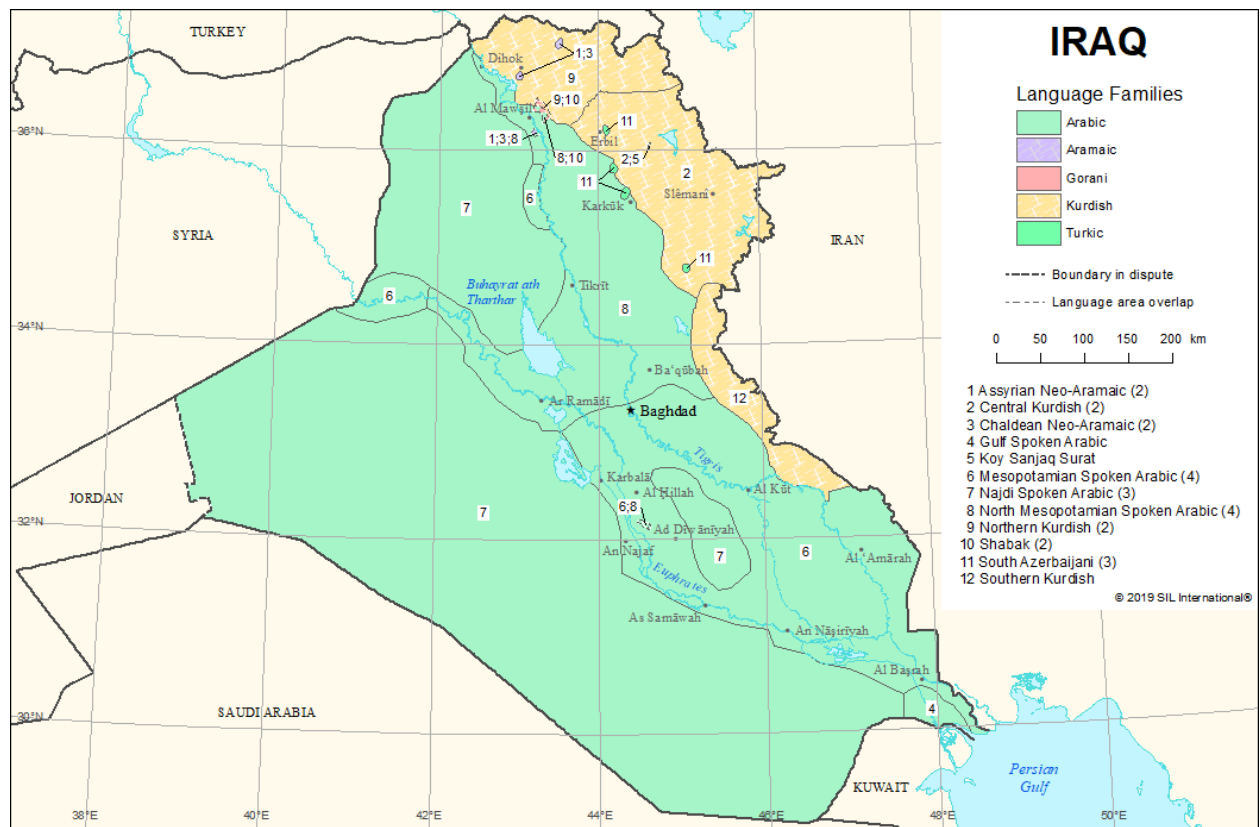 IRAQ
Language Families
Arabic
Aramaic
Gorani
Kurdish
Turkic
Boundary in dispute
Language area overlap
0 50 100 150 200 km
1 Assyrian Neo-Aramaic (2)
2 Central Kurdish (2)
3 Chaldean Neo-Aramaic (2)
4 Gulf Spoken Arabic
5 Koy Sanjaq Surat
6 Mesopotamian Spoken Arabic (4)
7 Najdi Spoken Arabic (3)
8 North Mesopotamian Spoken Arabic (4)
9 Northern Kurdish (2)
10 Shabak (2)
11 South Azerbaijani (3)
12 Southern Kurdish
© 2019 SIL International®
TURKEY
1;3
Dihok
9
9;10
Al Mawṣil
11
36°N
Erbil
1;3;8
8;10
2;5
2
11
Slêmanî
6
Karkūk
7
SYRIA
IRAN
11
Buhayrat ath
Tharthar
Tikrīt
6
8
34°N
Ba'qūbah
12
Ar Ramādī
Baghdad
Tigris
Karbalā
Al Ḥillah
Al Kūt
JORDAN
6;8
7
32°N
Ad Dīwānīyah
An Najaf
7
6
Al 'Amārah
Euphrates
As Samāwah
An Nāşirīyah
Al Başrah
SAUDI ARABIA
4
30°N
Persian
Gulf
KUWAIT
38°E
40°E
42°E
44°E
46°E
48°E
50°E